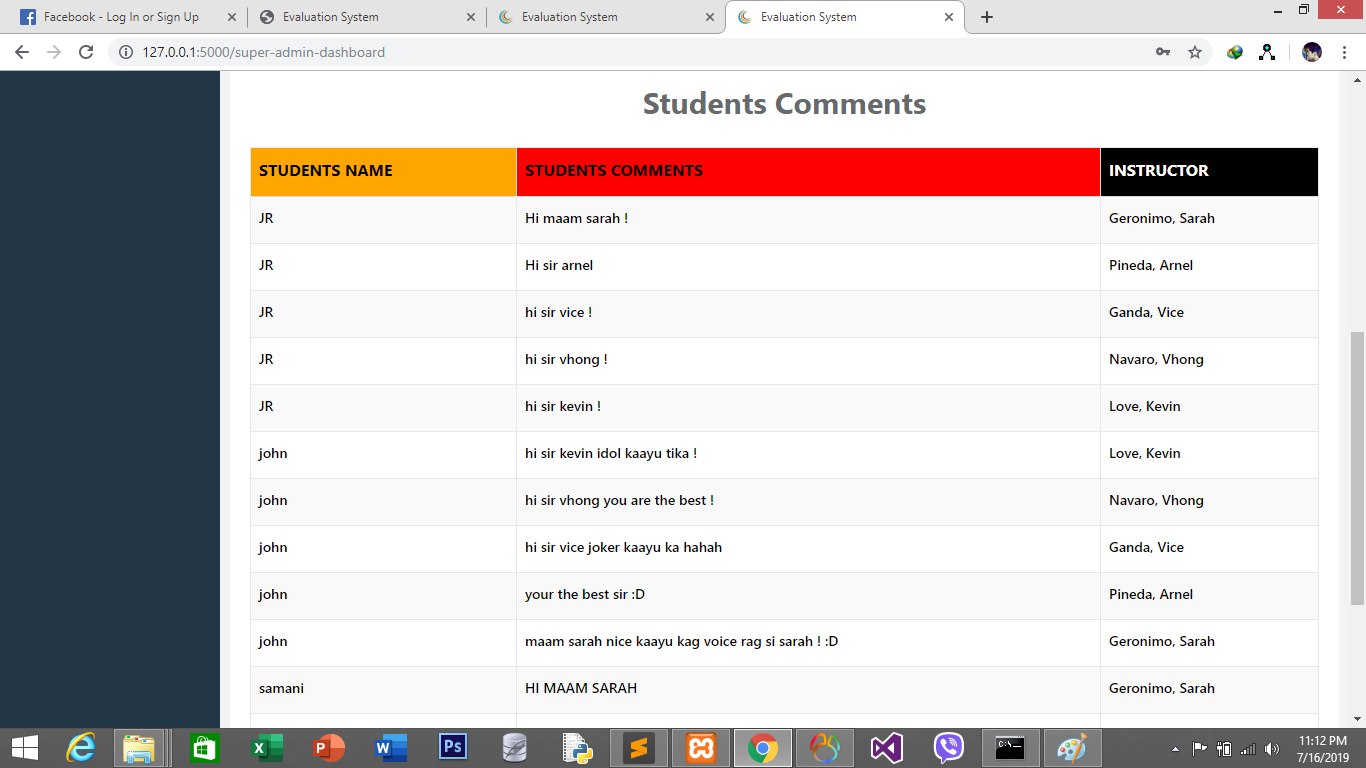 Facebook - Log In or Sign Up
Evaluation System
Evaluation System
Evaluation System
127.0.0.1:5000/super-admin-dashboard
Students Comments
STUDENTS NAME STUDENTS COMMENTS INSTRUCTOR
JR Hi maam sarah ! Geronimo, Sarah
JR Hi sir arnel Pineda, Arnel
JR hi sir vice ! Ganda, Vice
JR hi sir vhong ! Navaro, Vhong
JR hi sir kevin ! Love, Kevin
john hi sir kevin idol kaayu tika ! Love, Kevin
john hi sir vhong you are the best ! Navaro, Vhong
john hi sir vice joker kaayu ka hahah Ganda, Vice
john your the best sir :D Pineda, Arnel
john maam sarah nice kaayu kag voice rag si sarah ! :D Geronimo, Sarah
samani HI MAAM SARAH Geronimo, Sarah
11:12 PM
7/16/2019